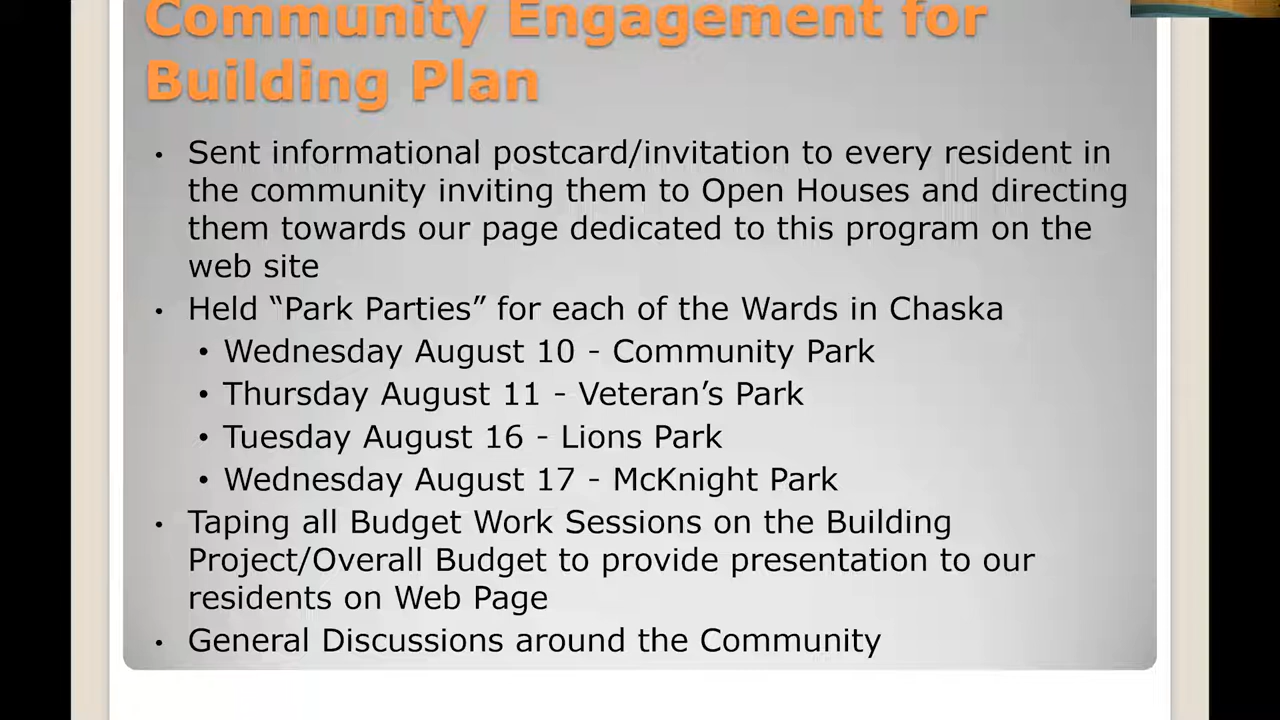 Community Engagement for
Building Plan
• Sent informational postcard/invitation to every resident in
the community inviting them to Open Houses and directing
them towards our page dedicated to this program on the
web site
• Held “Park Parties” for each of the Wards in Chaska
• Wednesday August 10 - Community Park
• Thursday August 11 - Veteran’s Park
• Tuesday August 16 - Lions Park
• Wednesday August 17 - McKnight Park
• Taping all Budget Work Sessions on the Building
Project/Overall Budget to provide presentation to our
residents on Web Page
• General Discussions around the Community